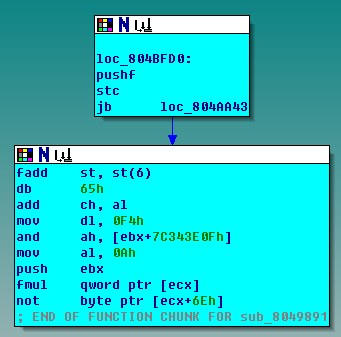 loc_804BFD0:
pushf
stc
jb loc_804AA43
fadd st, st(6)
db 65h
add ch, al
mov dl, 0F4h
and ah, [ebx+7C343E0Fh]
mov al, 0Ah
push ebx
fmul qword ptr [ecx]
not byte ptr [ecx+6Eh]
; END OF FUNCTION CHUNK FOR sub_8049891